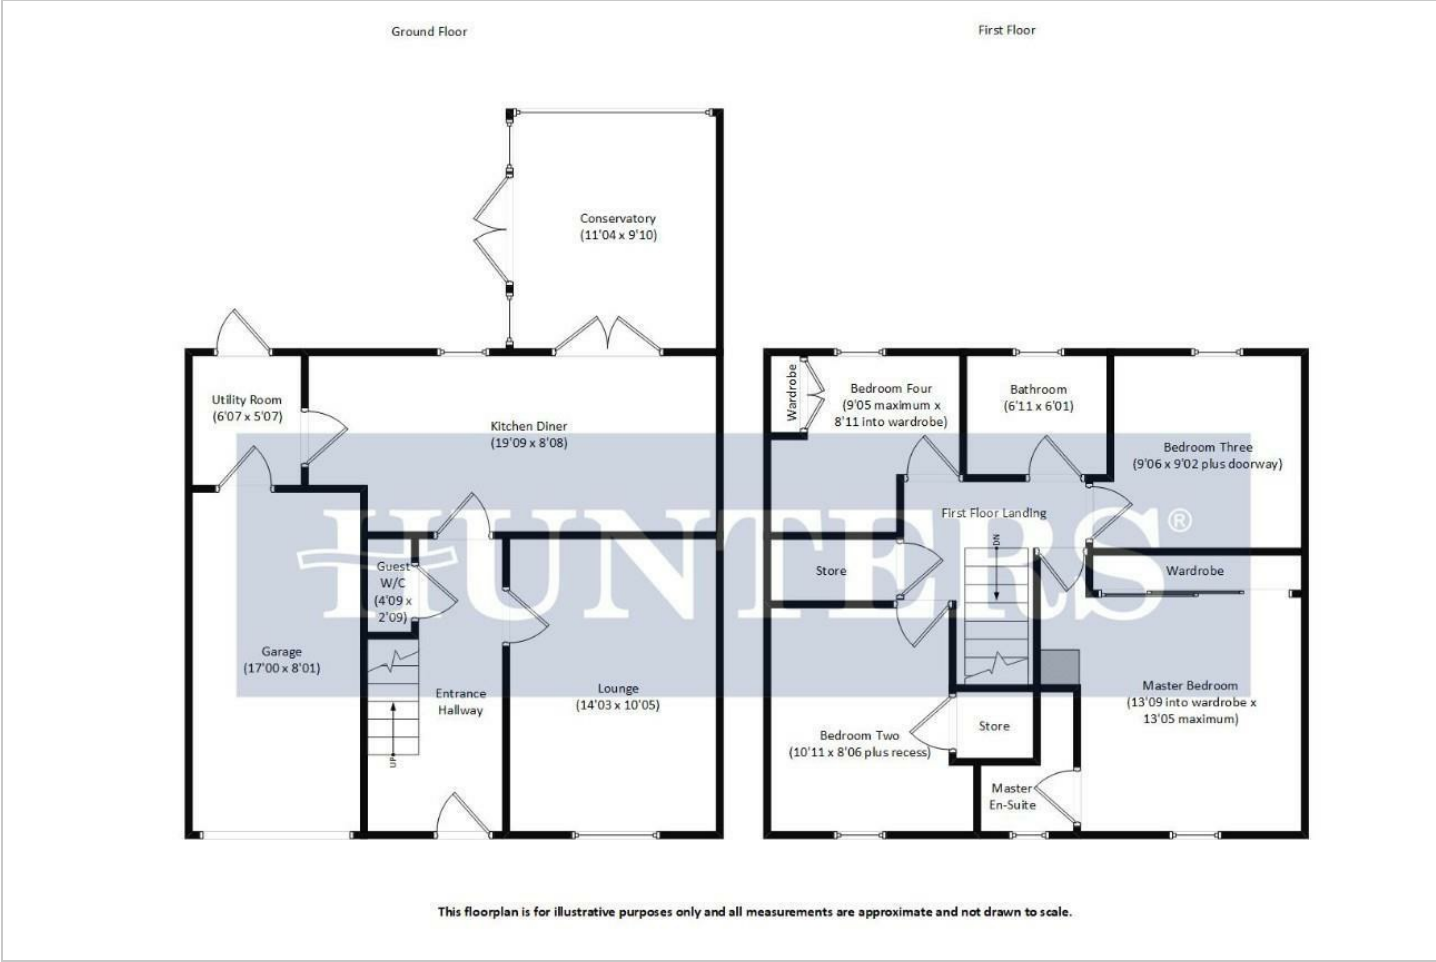 Ground Floor
First Floor
Conservatory
(11'04 x 9'10)
Utility Room
(6'07 x 5'07)
Kitchen Diner
(19'09 x 8'08)
Guest
W/C
(4'09 x
2'09)
Garage
(17'00 x 8'01)
Entrance
Hallway
UP
Lounge
(14'03 x 10'05)
Wardrobe
Bedroom Four
(9'05 maximum x
8'11 into wardrobe)
Bathroom
(6'11 x 6'01)
Bedroom Three
(9'06 x 9'02 plus doorway)
First Floor Landing
DN
Store
Wardrobe
Master Bedroom
(13'09 into wardrobe x
13'05 maximum)
Bedroom Two
(10'11 x 8'06 plus recess)
Store
Master
En-Suite
HUNTERS®
This floorplan is for illustrative purposes only and all measurements are approximate and not drawn to scale.